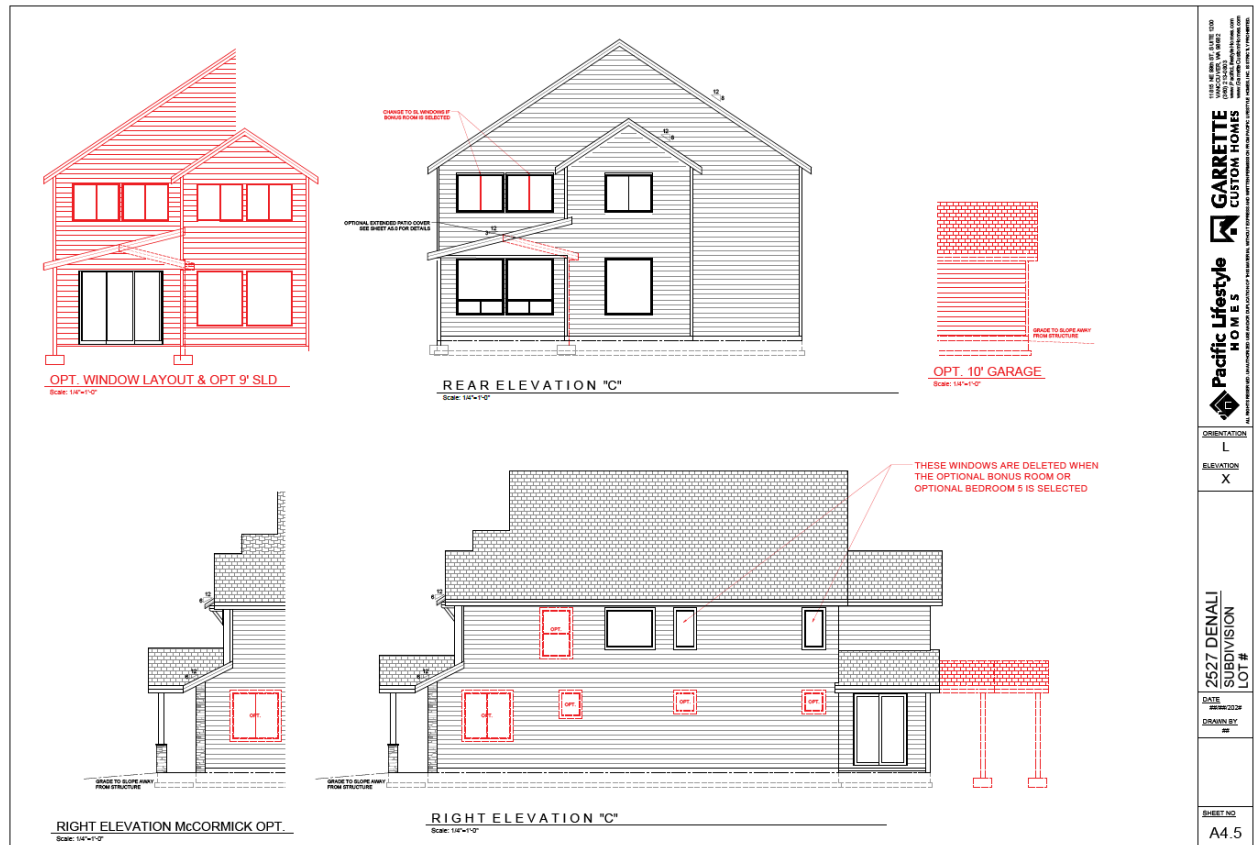 CHANGE TO SL WINDOWS IF
BONUS ROOM IS SELECTED
12
8
12
8
OPTIONAL EXTENDED PATIO COVER
SEE SHEET A5.0 FOR DETAILS
12
3
GRADE TO SLOPE AWAY
FROM STRUCTURE
OPT. WINDOW LAYOUT & OPT 9' SLD
Scale: 1/4"=1'-0"
REAR ELEVATION "C"
Scale: 1/4"=1'-0"
OPT. 10' GARAGE
Scale: 1/4"=1'-0"
THESE WINDOWS ARE DELETED WHEN
THE OPTIONAL BONUS ROOM OR
OPTIONAL BEDROOM 5 IS SELECTED
12
6
12
6
OPT.
GRADE TO SLOPE AWAY
FROM STRUCTURE
RIGHT ELEVATION McCORMICK OPT.
Scale: 1/4"=1'-0"
12
6
12
6
OPT.
OPT.
OPT.
OPT.
OPT.
GRADE TO SLOPE AWAY
FROM STRUCTURE
RIGHT ELEVATION "C"
Scale: 1/4"=1'-0"
VANCOUVER, WA 98682
GARRETTE
CUSTOM HOMES
Pacific Lifestyle
HOMES
ORIENTATION
L
ELEVATION
X
2527 DENALI
SUBDIVISION
LOT #
DATE
##/##/202#
DRAWN BY
##
SHEET NO
A4.5